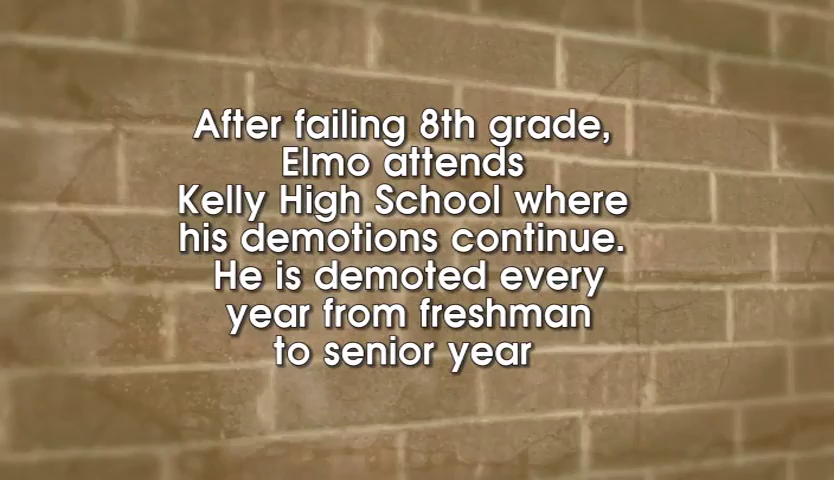 After failing 8th grade,
Elmo attends
Kelly High School where
his demotions continue.
He is demoted every
year from freshman
to senior year